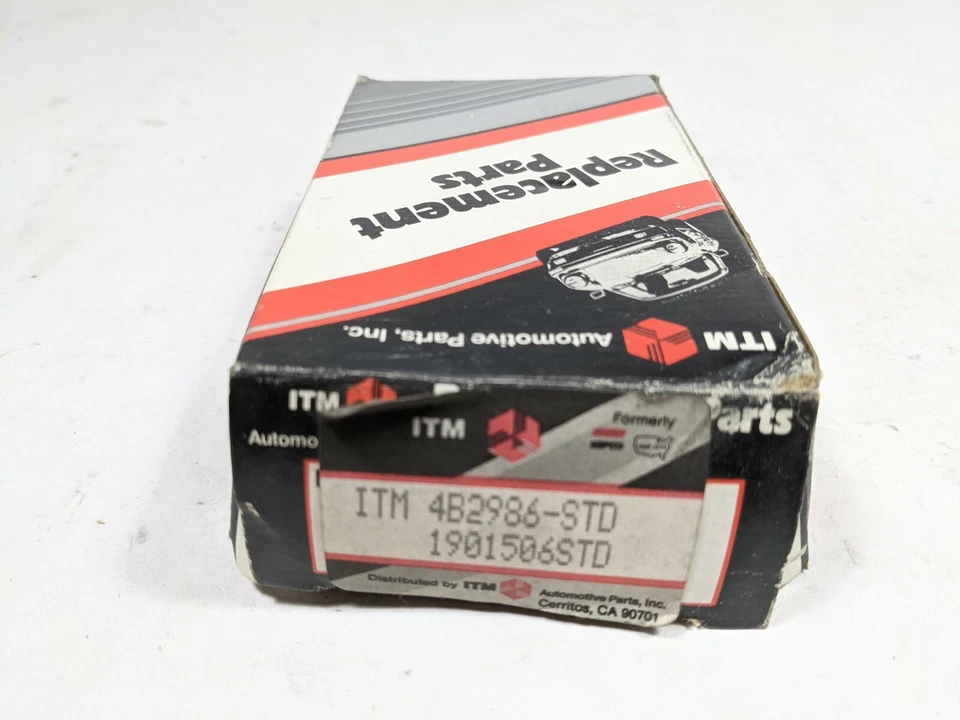 Replacement
Parts
ITM Automotive Parts, Inc.
ITM
arts
Automo
ITM
Formerly
ITM 4B2986-STD
1901506STD
Distributed by ITM Automotive Parts, Inc.
Cerritos, CA 90701